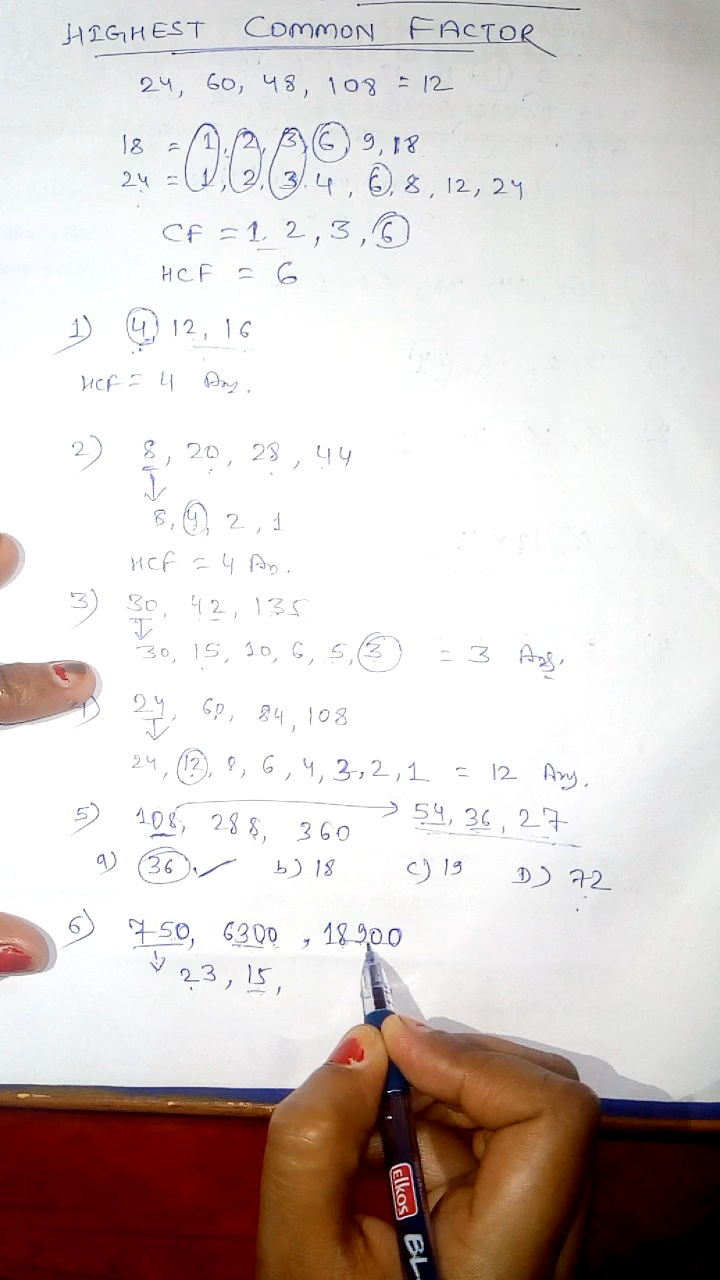 HIGHEST COMMON FACTOR
24, 60, 48, 108 = 12
18 = 1, 2, 3, 6 9, 18
24 = 1, 2, 3, 4, 6, 8, 12, 24
CF = 1, 2, 3, 6
HCF = 6
1) 4, 12, 16
HCF = 4 Ans.
2) 8, 20, 28, 44
8, 4, 2, 1
HCF = 4 An.
3) 30, 42, 135
30, 15, 10, 6, 5, 3 = 3 Ans.
4) 24, 60, 84, 108
24, 12, 8, 6, 4, 3, 2, 1 = 12 Ans.
5) 108, 288, 360 54, 36, 27
a) 36 b) 18 c) 19 D) 72
6) 750, 6300, 18900
23, 15,
Elkos
BL